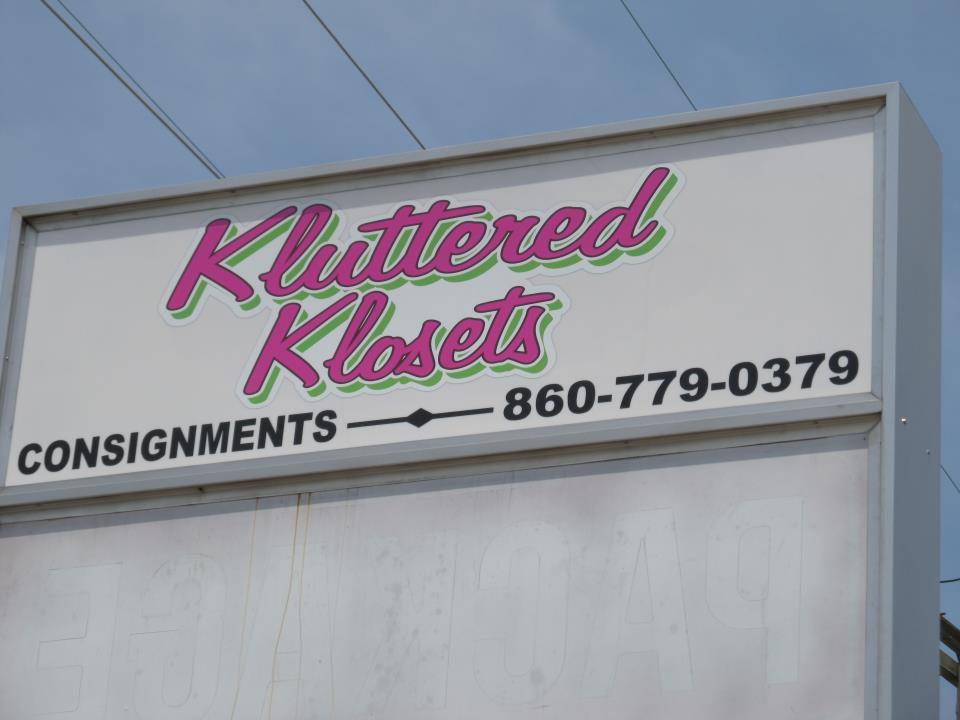 Kluttered
Klosets
CONSIGNMENTS 860-779-0379